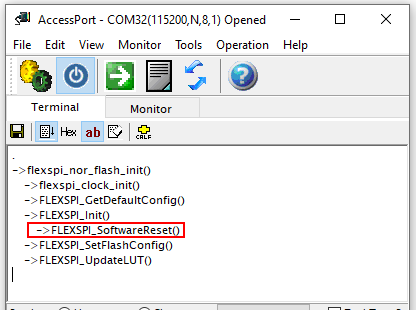 AccessPort - COM32(115200,N,8,1) Opened
File Edit View Monitor Tools Operation Help
Terminal Monitor
Hex ab CRLF
.
->flexspi_nor_flash_init()
->flexspi_clock_init()
->FLEXSPI_GetDefaultConfig()
->FLEXSPI_Init()
->FLEXSPI_SoftwareReset()
->FLEXSPI_SetFlashConfig()
->FLEXSPI_UpdateLUT()